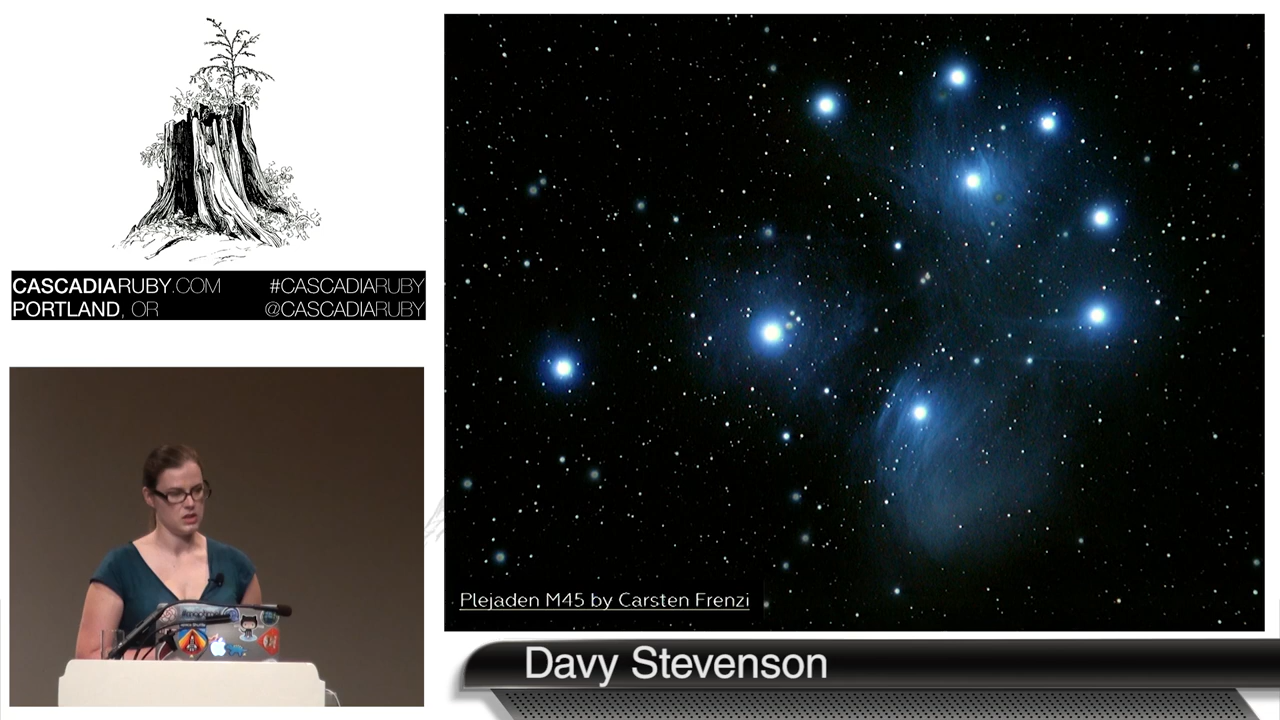 CASCADIARUBY.COM #CASCADIARUBY
PORTLAND, OR @CASCADIARUBY
Plejaden M45 by Carsten Frenzi
Davy Stevenson